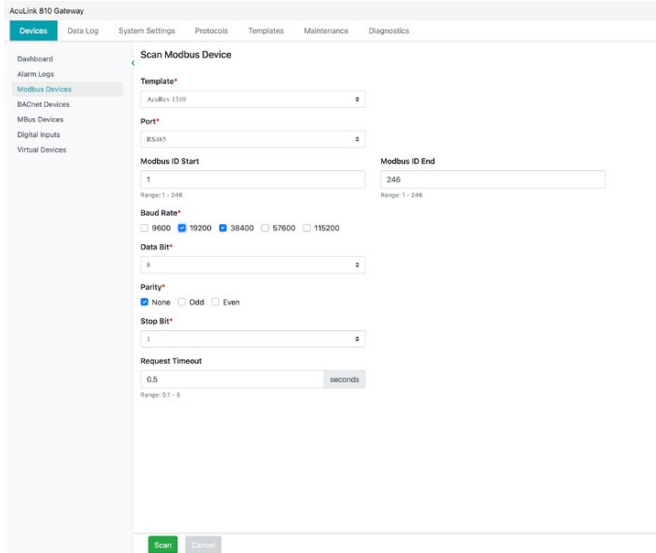 AcuLink 810 Gateway
Devices Data Log System Settings Protocols Templates Maintenance Diagnostics
Dashboard
Alarm Logs
Modbus Devices
BACnet Devices
MBus Devices
Digital Inputs
Virtual Devices
Scan Modbus Device
Template*
AcuRev 1310
Port*
RS485
Modbus ID Start Modbus ID End
1 246
Range: 1 - 246 Range: 1 - 246
Baud Rate*
9600 19200 38400 57600 115200
Data Bit*
8
Parity*
None Odd Even
Stop Bit*
1
Request Timeout
0.5 seconds
Range: 0.1 - 5
Scan Cancel